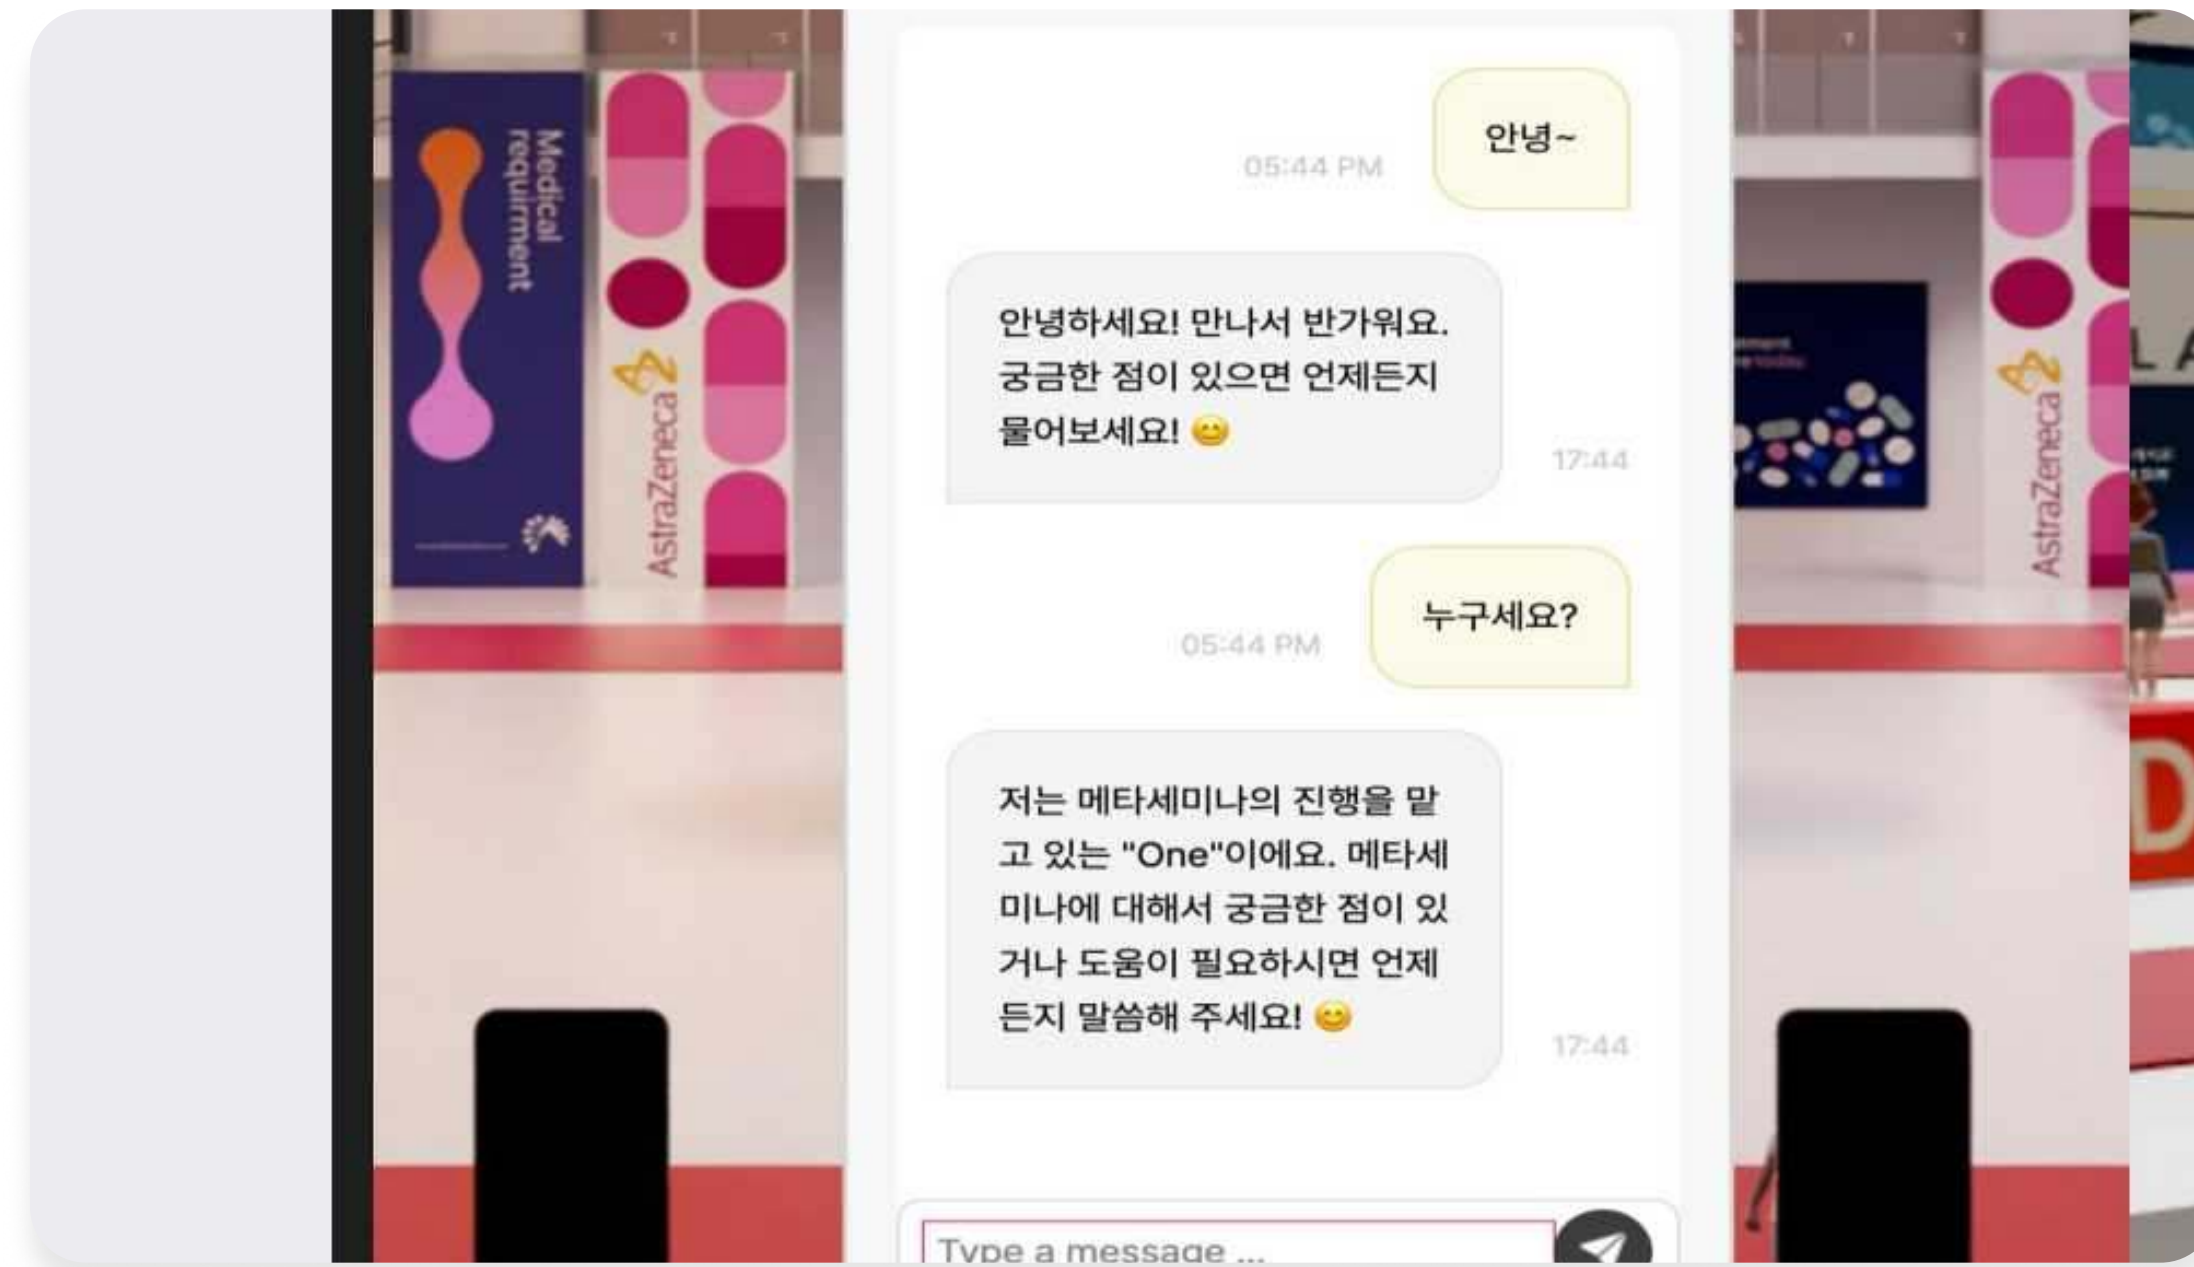 Medical
requirment
AstraZeneca
안녕~
05:44 PM
안녕하세요! 만나서 반가워요.
궁금한 점이 있으면 언제든지
물어보세요! 😊
17:44
누구세요?
05:44 PM
저는 메타세미나의 진행을 맡
고 있는 "One"이에요. 메타세
미나에 대해서 궁금한 점이 있
거나 도움이 필요하시면 언제
든지 말씀해 주세요! 😊
17:44
Type a message ...
today
AstraZeneca
LA
D